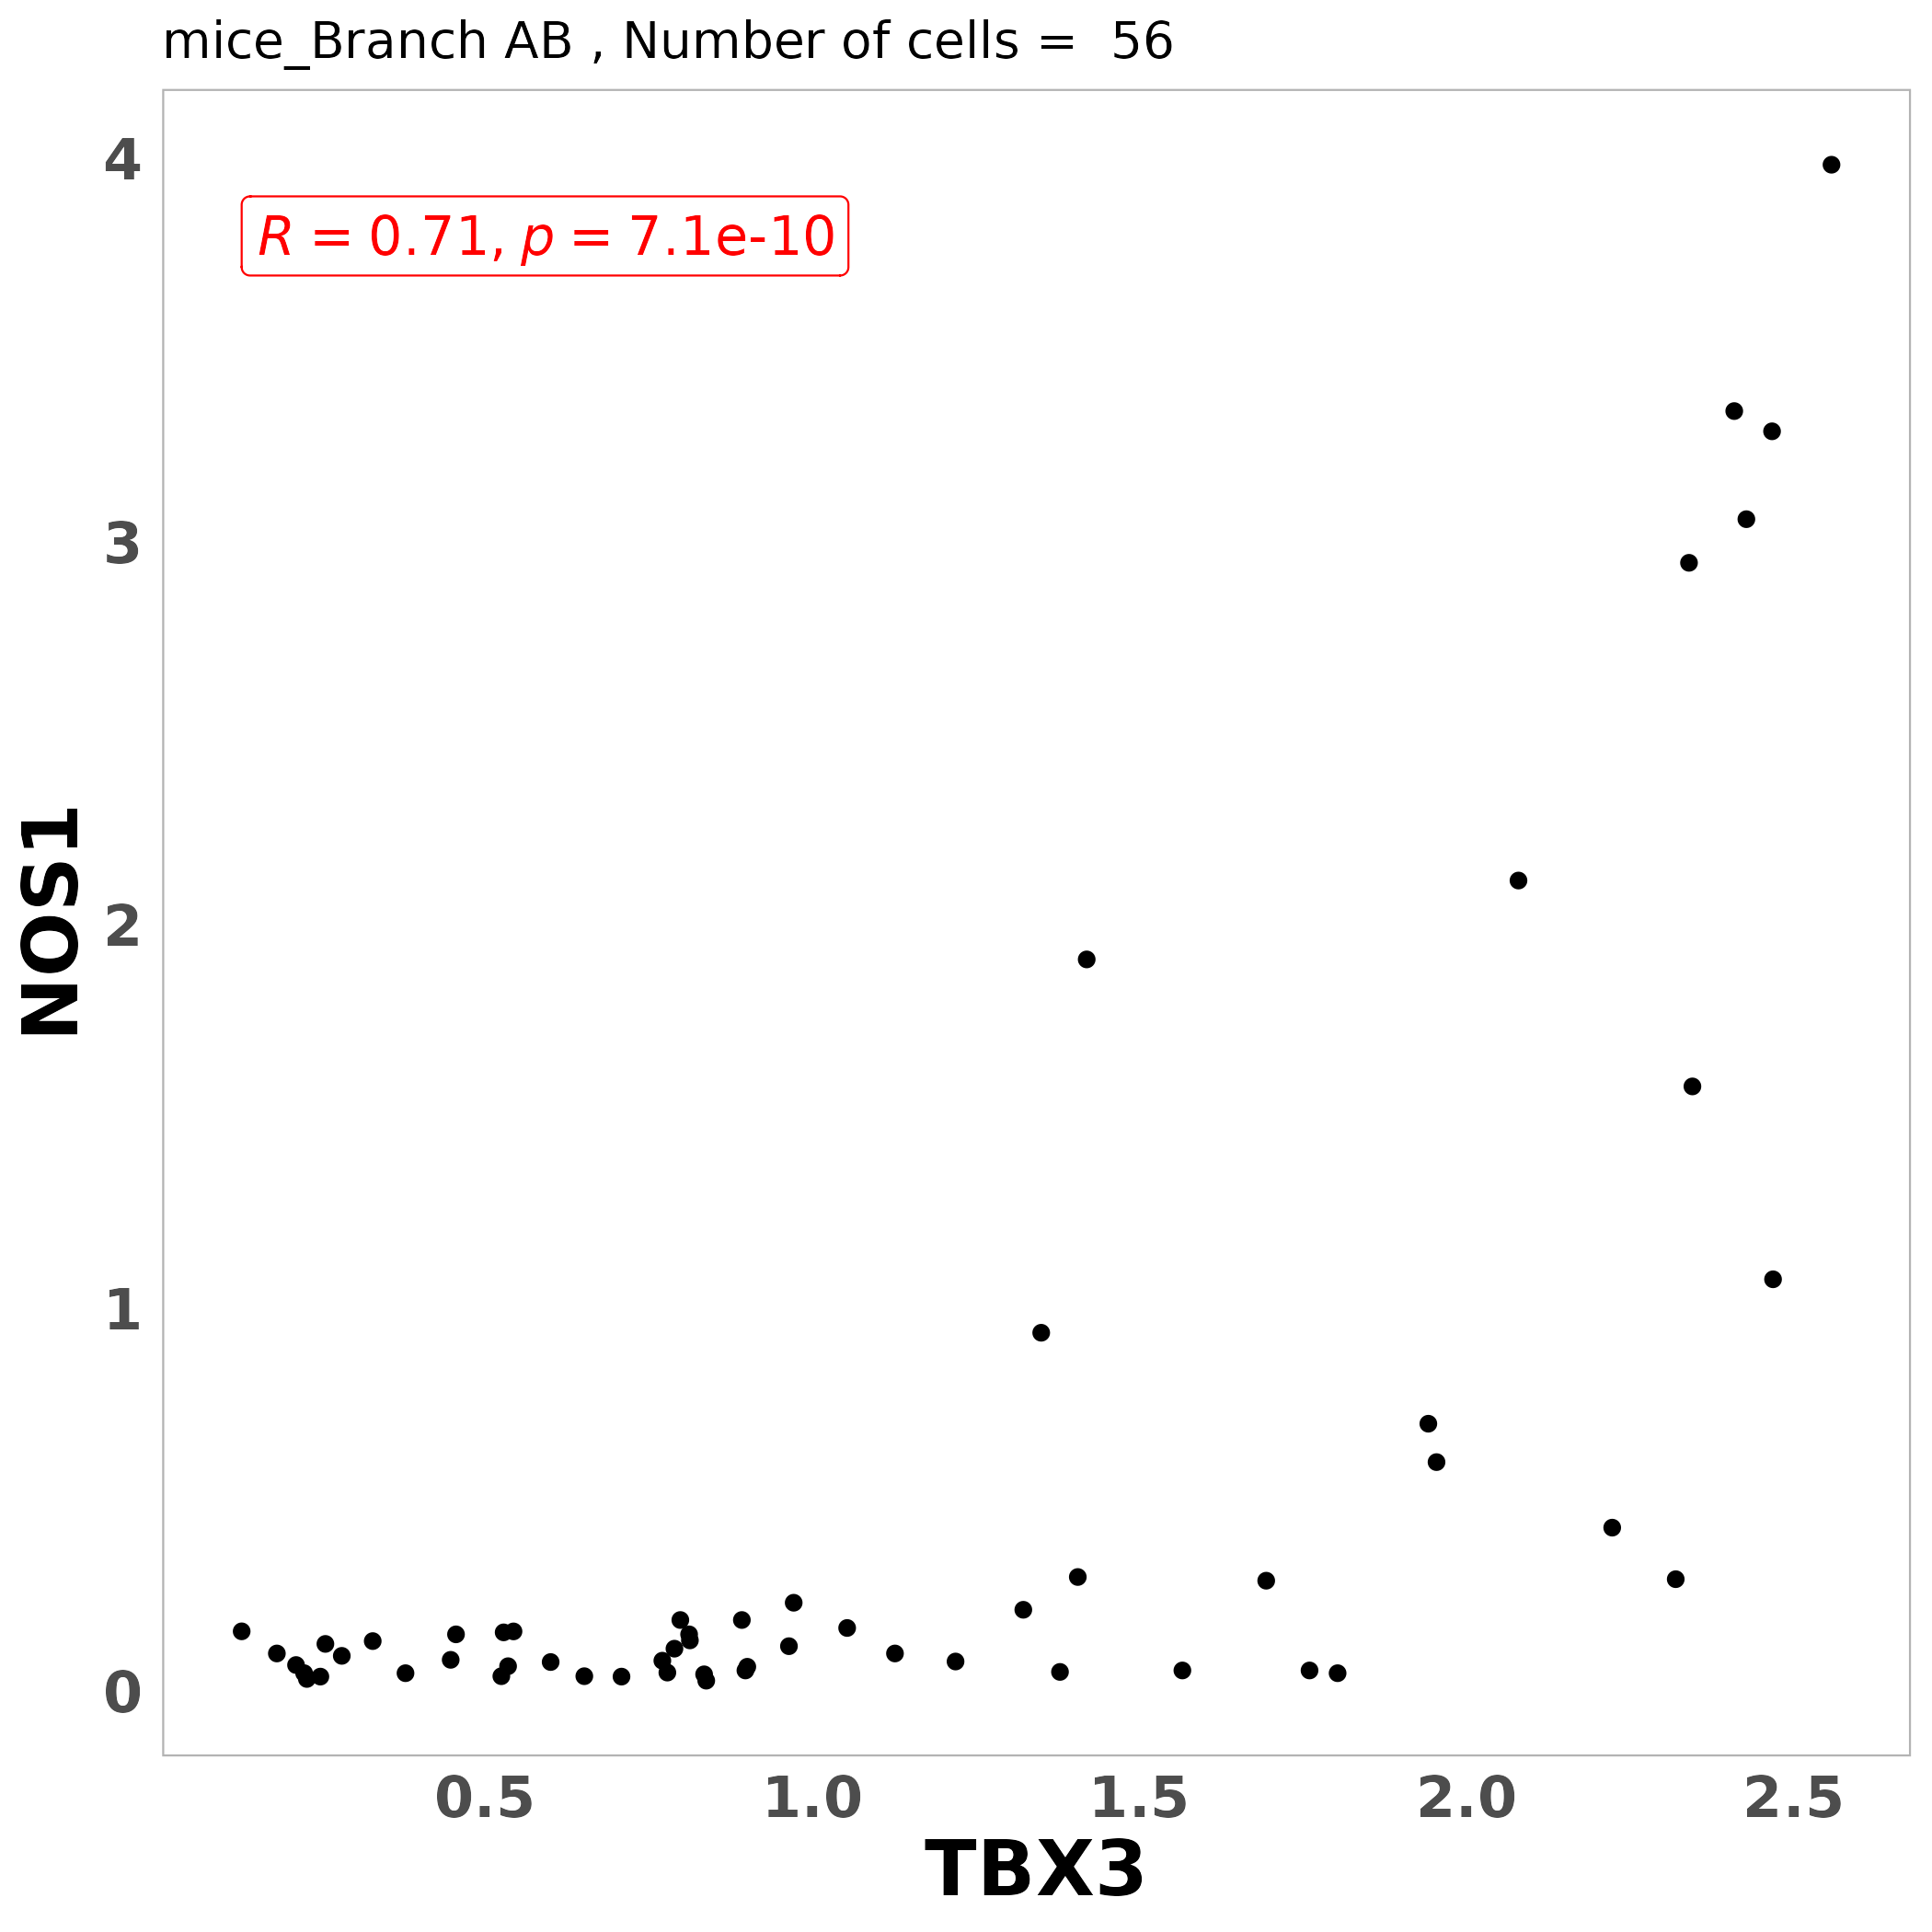 mice_Branch AB , Number of cells =  56
R = 0.71, p = 7.1e-10
4
3
2
1
0
NOS1
0.5 1.0 1.5 2.0 2.5
TBX3